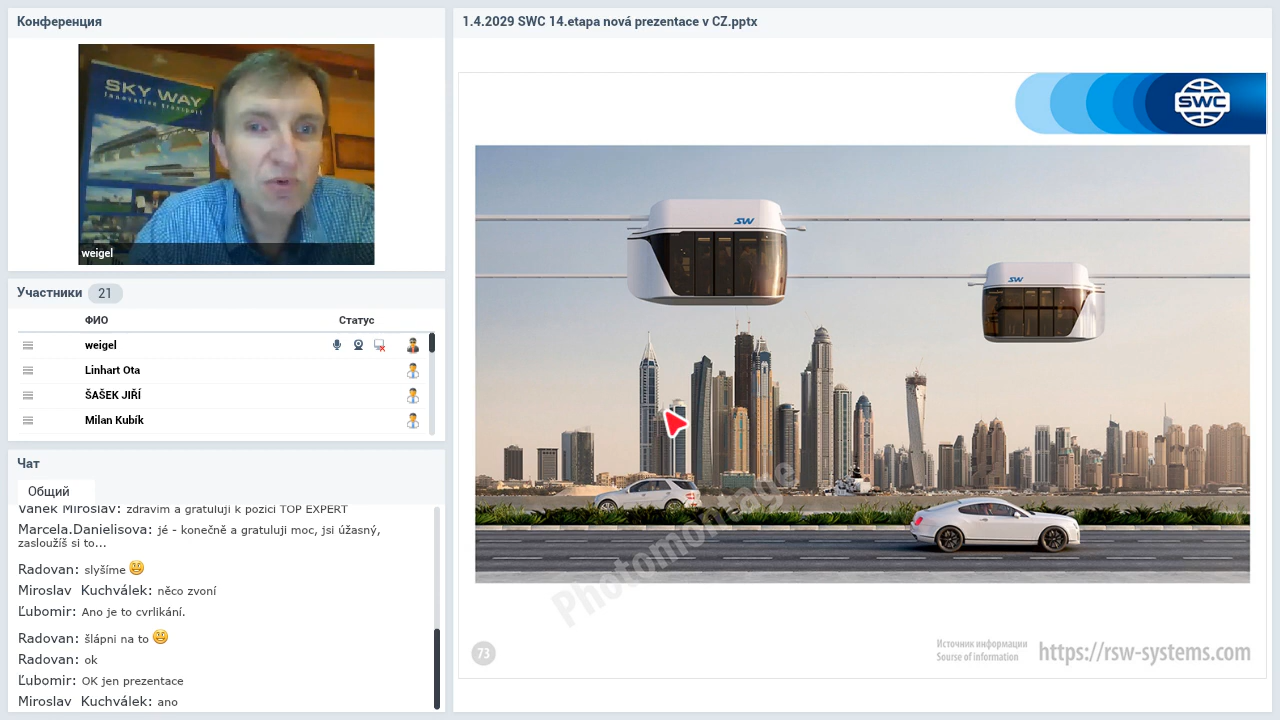 Конференция
SKY WAY
Innovative transport
weigel
Участники 21
ФИО Статус
weigel
Linhart Ota
ŠAŠEK JIŘÍ
Milan Kubík
Чат
Общий
Vaněk Miroslav: zdravím a gratuluji k pozici TOP EXPERT
Marcela.Danielisova: jé - konečně a gratuluji moc, jsi úžasný,
zasloužíš si to...
Radovan: slyšíme
Miroslav Kuchválek: něco zvoní
Ľubomir: Ano je to cvrlikání.
Radovan: šlápni na to
Radovan: ok
Ľubomir: OK jen prezentace
Miroslav Kuchválek: ano
1.4.2029 SWC 14.etapa nová prezentace v CZ.pptx
SWC
SW
SW
Photomontage
73
Источник информации
Sourse of information
https://rsw-systems.com